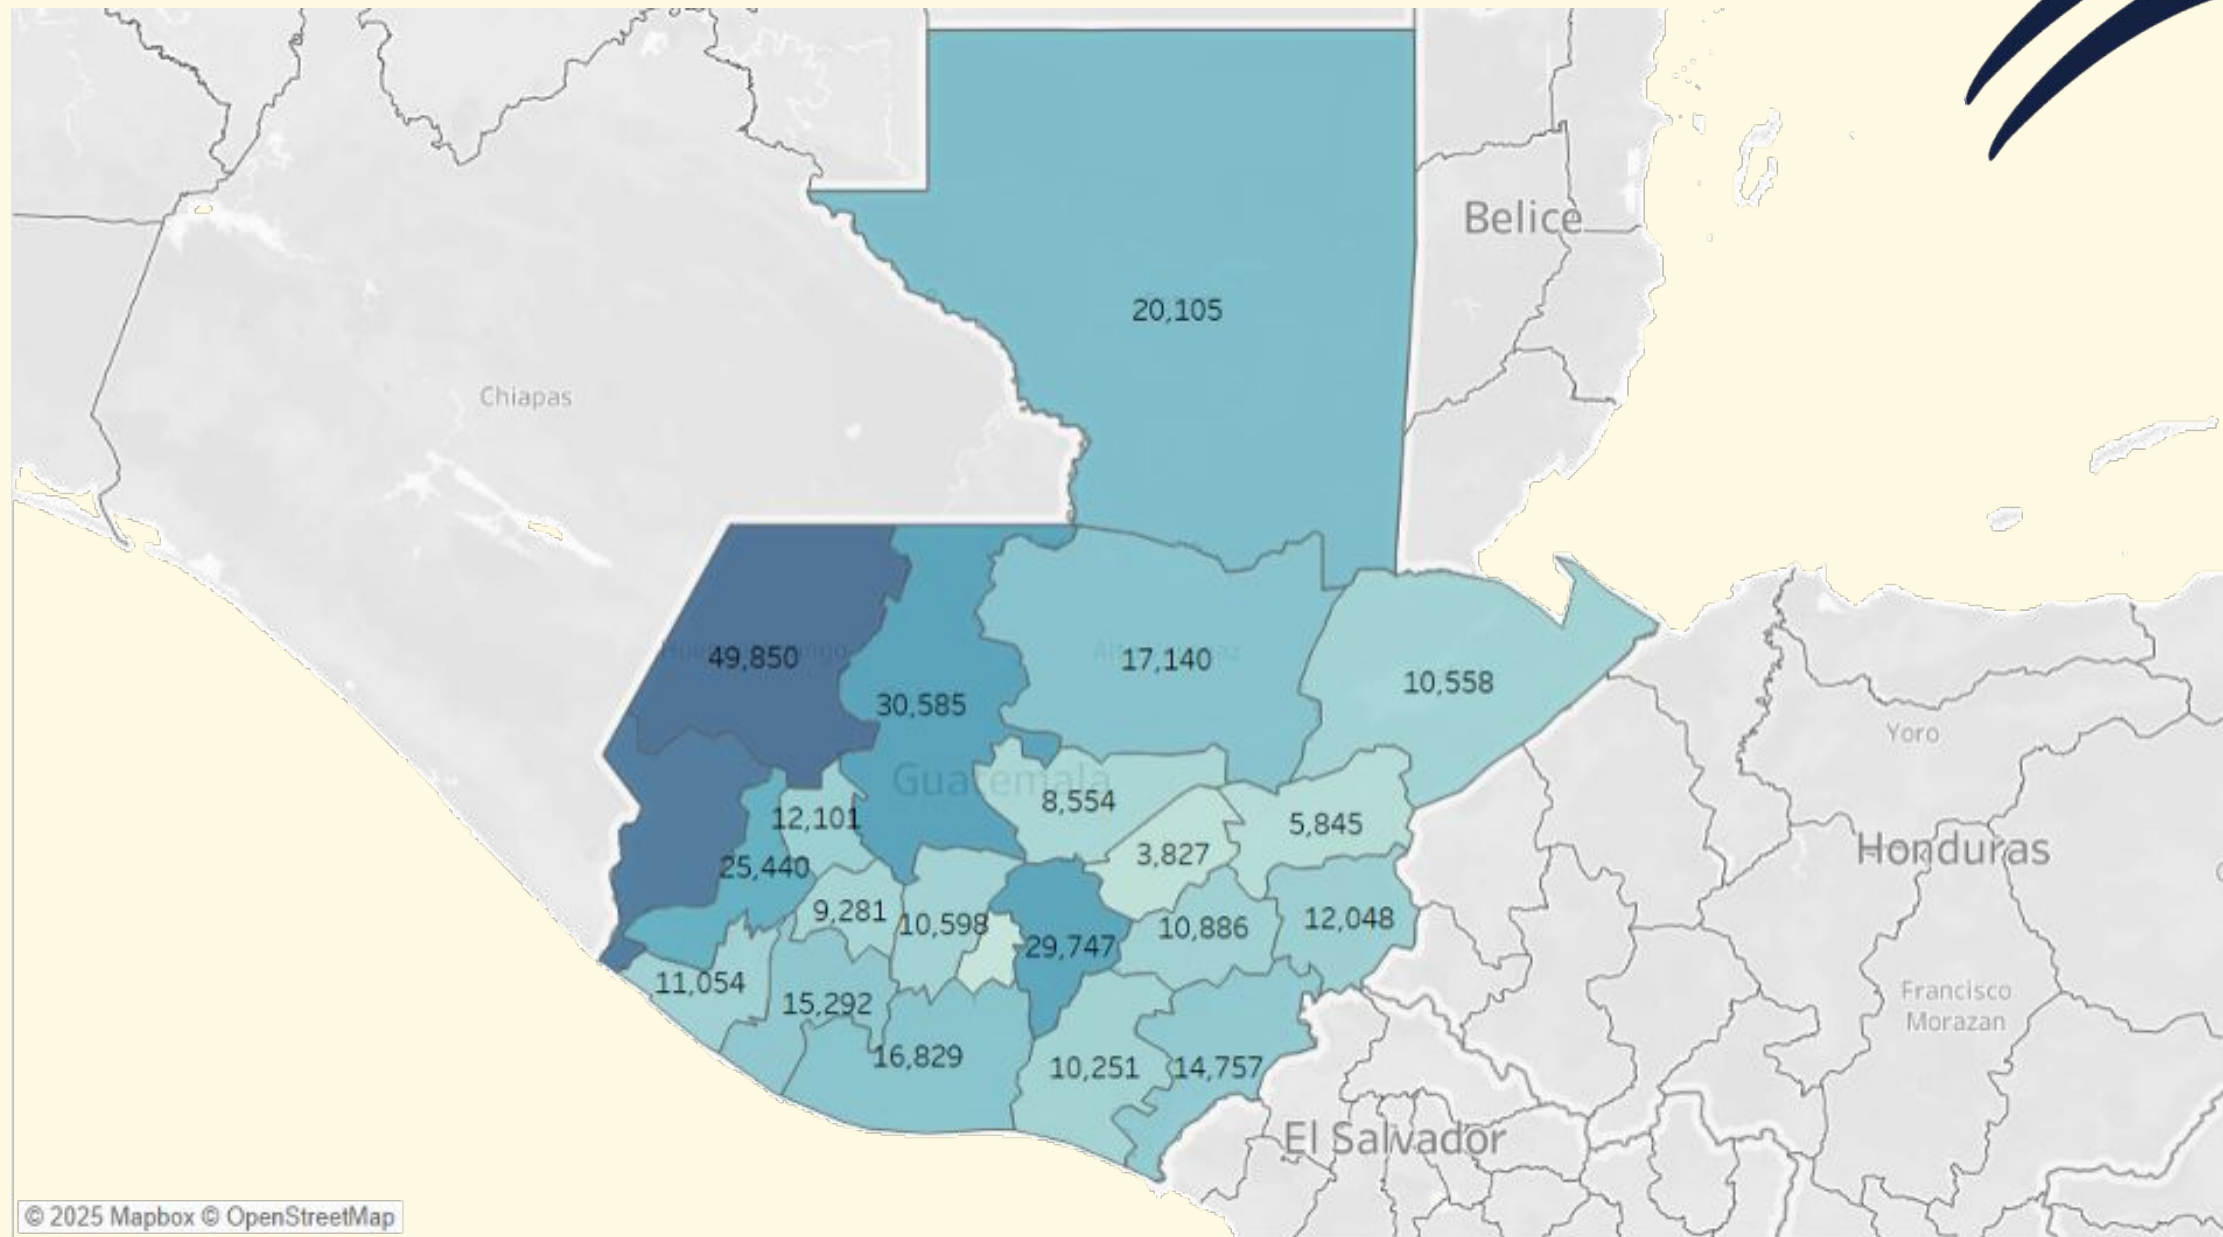 Belice
20,105
Chiapas
49,850
17,140
10,558
30,585
Yoro
Guatemala
8,554
12,101
5,845
3,827
Honduras
25,440
9,281
10,598
10,886
12,048
29,747
11,054
15,292
Francisco
Morazan
16,829
10,251
14,757
El Salvador
© 2025 Mapbox © OpenStreetMap